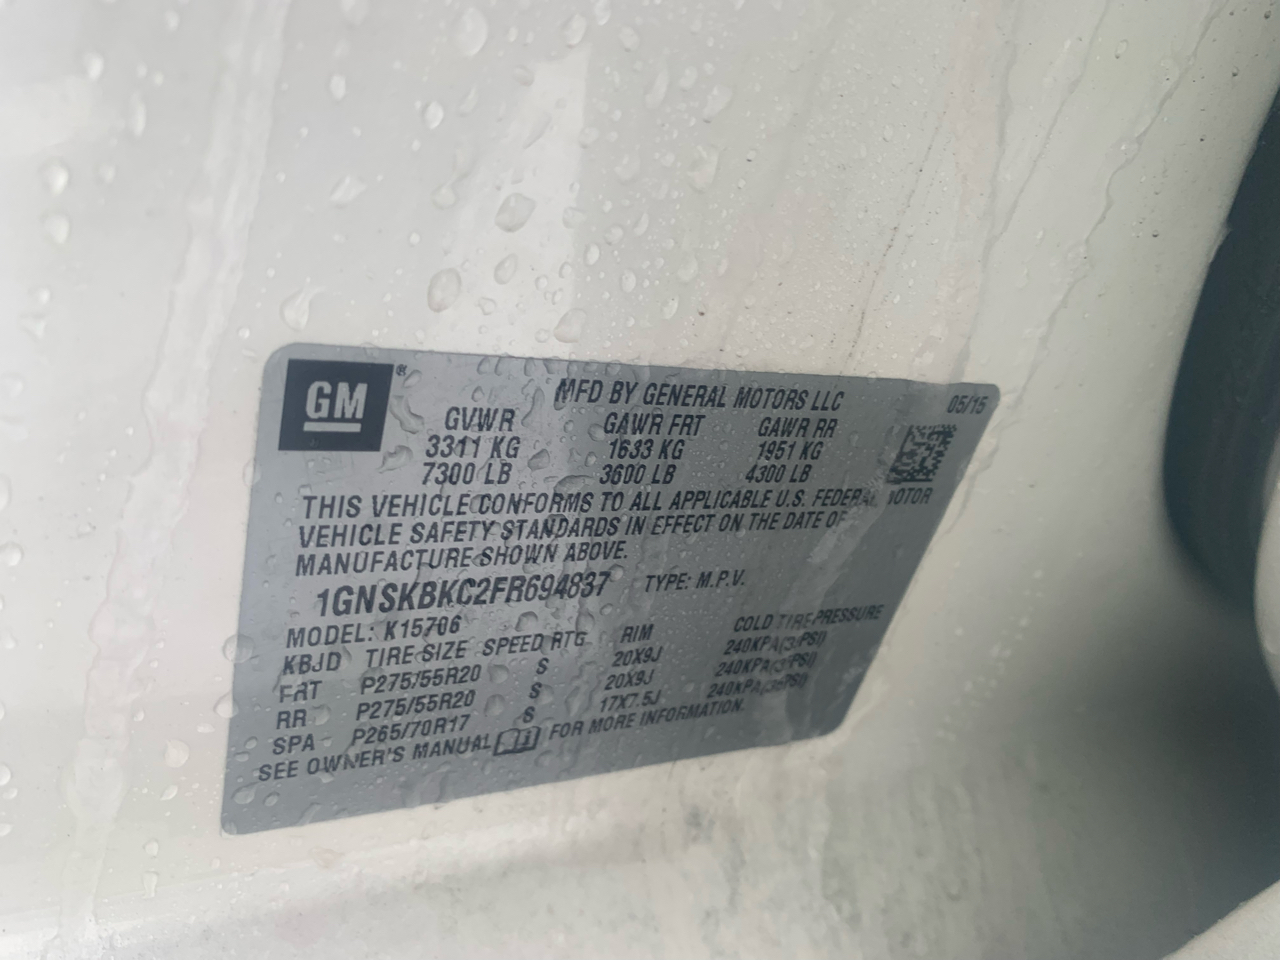 GM ®
MFD BY GENERAL MOTORS LLC 05/15
GVWR GAWR FRT GAWR RR
3311 KG 1633 KG 1951 KG
7300 LB 3600 LB 4300 LB
THIS VEHICLE CONFORMS TO ALL APPLICABLE U.S. FEDERAL MOTOR
VEHICLE SAFETY STANDARDS IN EFFECT ON THE DATE OF
MANUFACTURE SHOWN ABOVE.
1GNSKBKC2FR694837 TYPE: M.P.V.
MODEL: K15706
KBJD TIRE SIZE SPEED RTG RIM COLD TIRE PRESSURE
FRT P275/55R20 S 20X9J 240KPA(35PSI)
RR P275/55R20 S 20X9J 240KPA(35PSI)
SPA P265/70R17 S 17X7.5J 240KPA(35PSI)
SEE OWNER'S MANUAL FOR MORE INFORMATION.